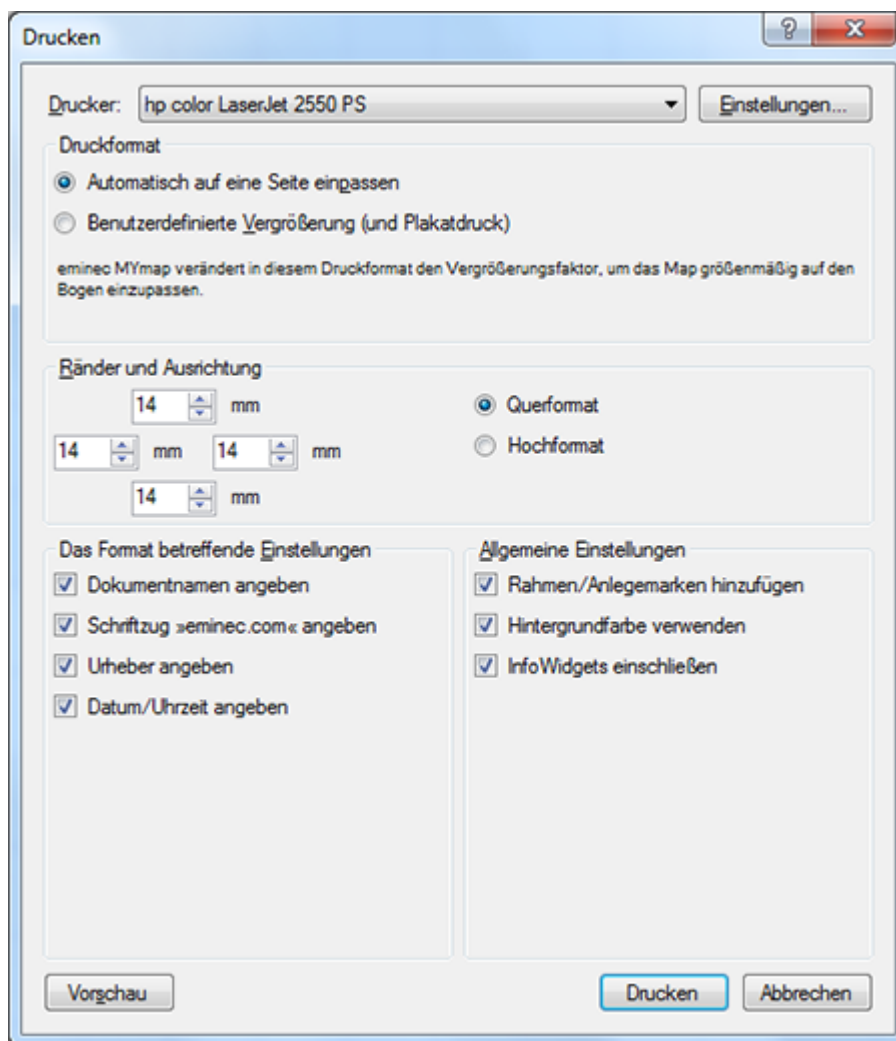 Drucken
Drucker: hp color LaserJet 2550 PS Einstellungen...
Druckformat
Automatisch auf eine Seite einpassen
Benutzerdefinierte Vergrößerung (und Plakatdruck)
eminec MYmap verändert in diesem Druckformat den Vergrößerungsfaktor, um das Map größenmäßig auf den
Bogen einzupassen.
Ränder und Ausrichtung
14 mm
14 mm 14 mm
14 mm
Querformat
Hochformat
Das Format betreffende Einstellungen
Dokumentnamen angeben
Schriftzug »eminec.com« angeben
Urheber angeben
Datum/Uhrzeit angeben
Allgemeine Einstellungen
Rahmen/Anlegemarken hinzufügen
Hintergrundfarbe verwenden
InfoWidgets einschließen
Vorschau Drucken Abbrechen